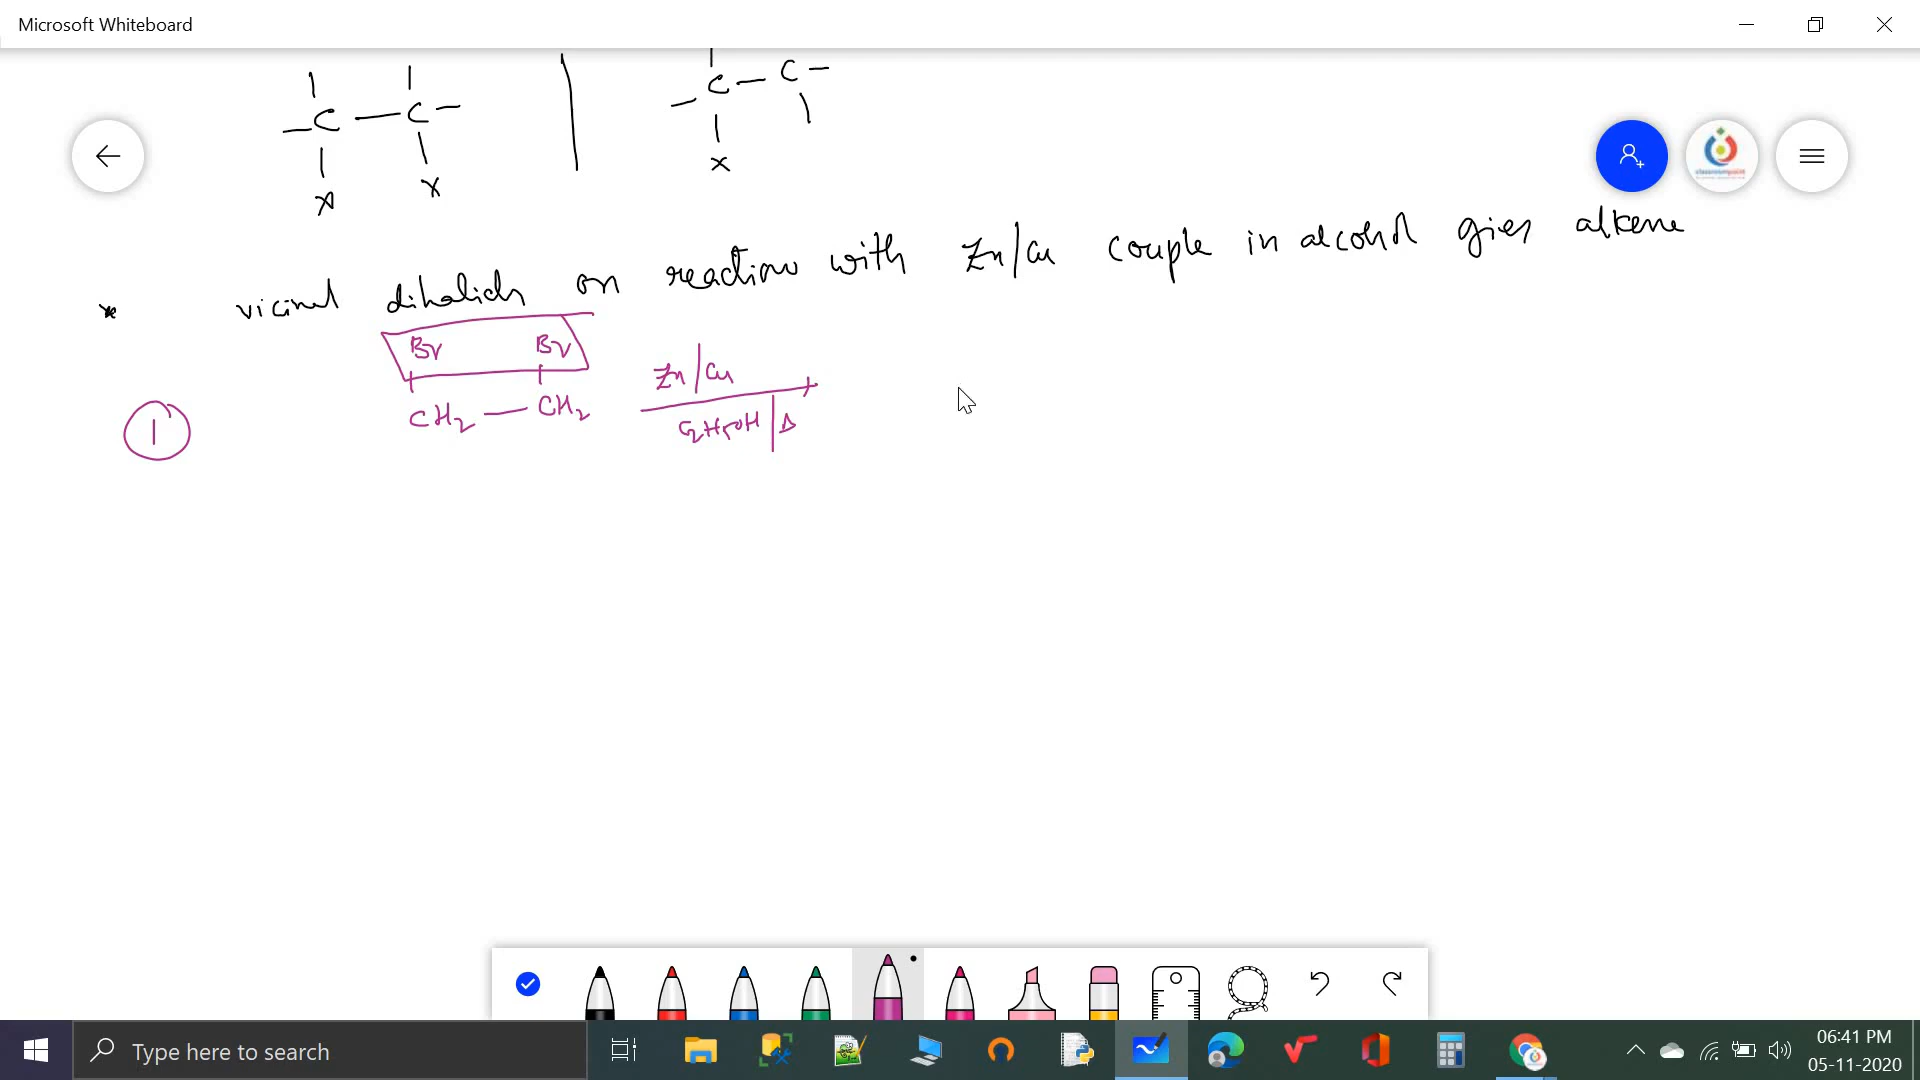 Microsoft Whiteboard
C — C —
X X
— C — C —
X
* vicinal dihalides on reaction with Zn/Cu couple in alcohol gives alkene
Br Br
① CH2 — CH2
Zn/Cu
C2H5OH/Δ
classroompoint
Type here to search
06:41 PM
05-11-2020